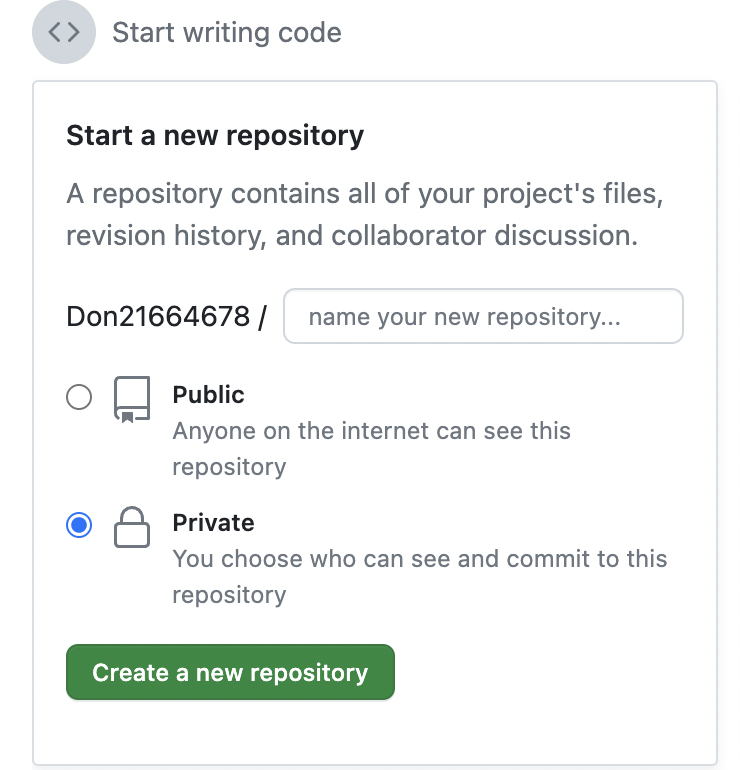 Start writing code
Start a new repository
A repository contains all of your project's files,
revision history, and collaborator discussion.
Don21664678 / name your new repository...
Public
Anyone on the internet can see this
repository
Private
You choose who can see and commit to this
repository
Create a new repository